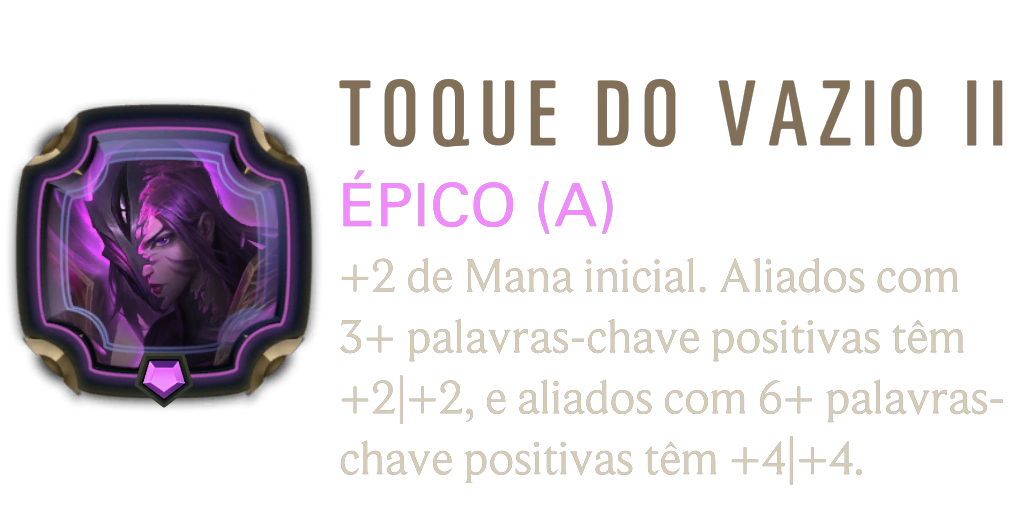 TOQUE DO VAZIO II
ÉPICO (A)
+2 de Mana inicial. Aliados com
3+ palavras-chave positivas têm
+2|+2, e aliados com 6+ palavras-
chave positivas têm +4|+4.